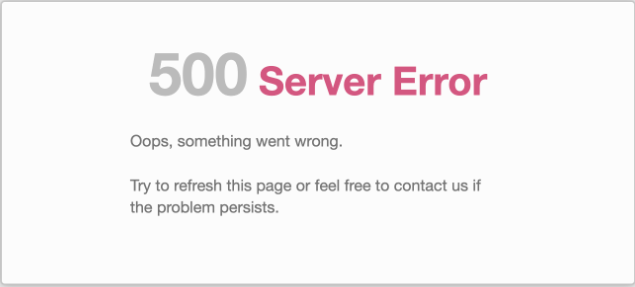 500 Server Error
Oops, something went wrong.
Try to refresh this page or feel free to contact us if
the problem persists.